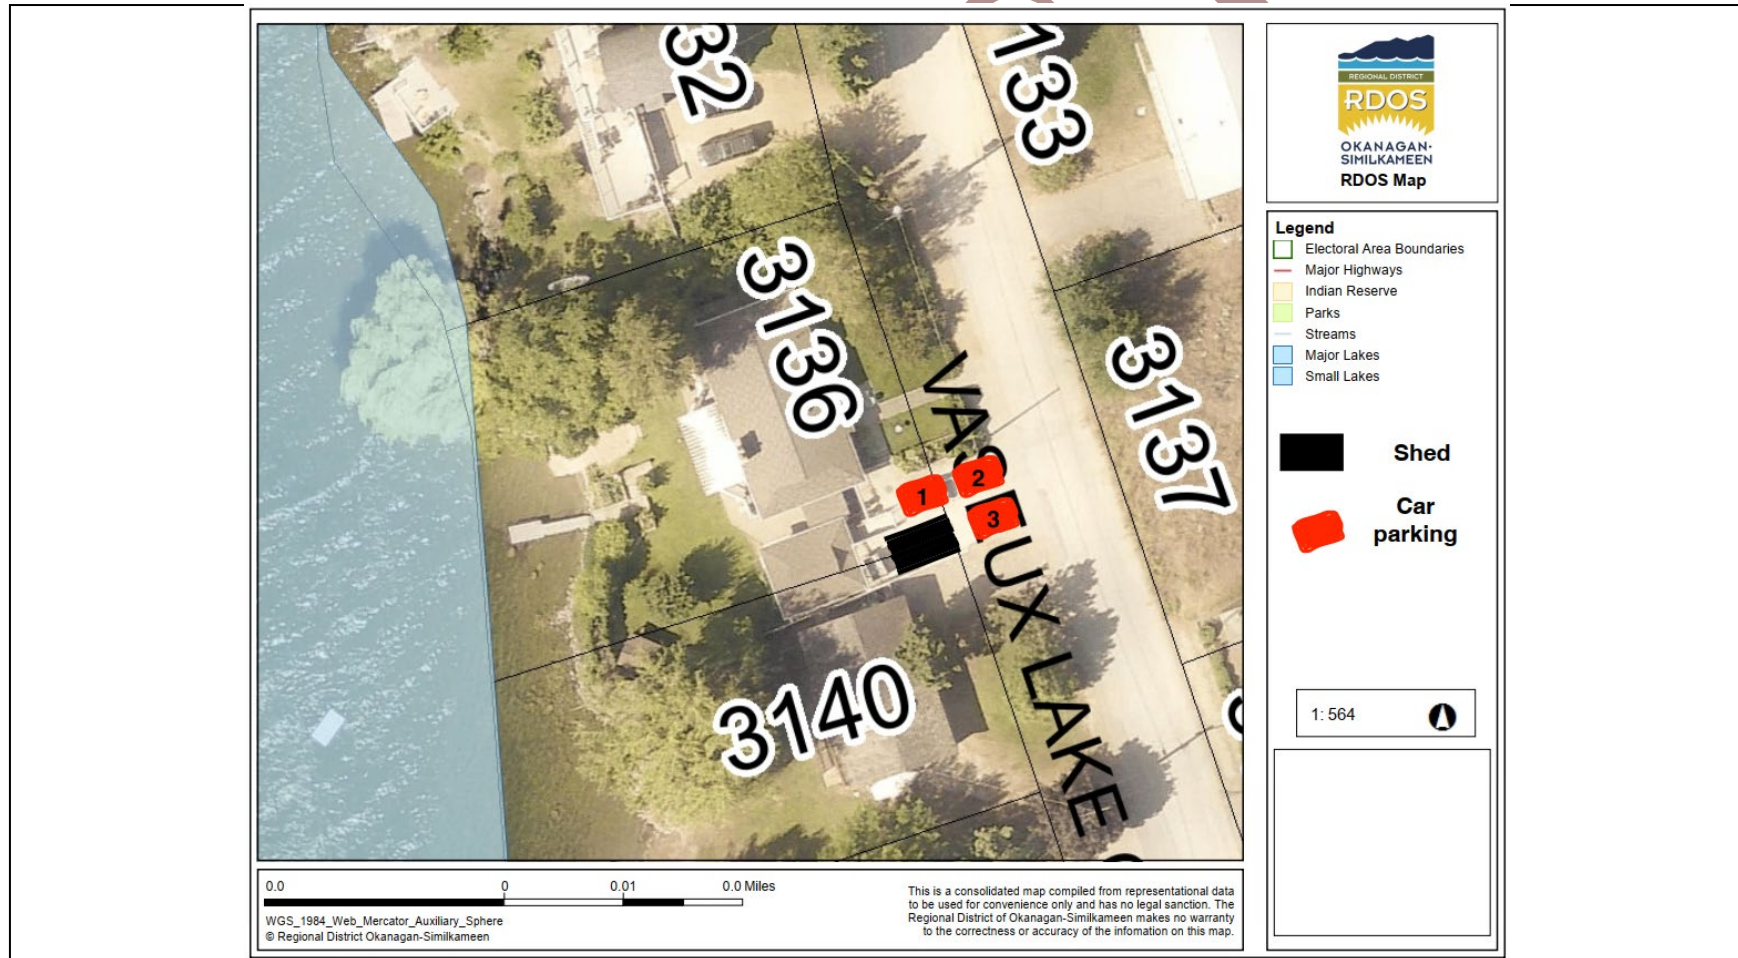 32
133
3136
3137
VAS
UX LAKE
1
2
3
3140
REGIONAL DISTRICT
RDOS
OKANAGAN-
SIMILKAMEEN
RDOS Map
Legend
Electoral Area Boundaries
Major Highways
Indian Reserve
Parks
Streams
Major Lakes
Small Lakes
Shed
Car
parking
1: 564
0.0 0 0.01 0.0 Miles
WGS_1984_Web_Mercator_Auxiliary_Sphere
© Regional District Okanagan-Similkameen
This is a consolidated map compiled from representational data
to be used for convenience only and has no legal sanction. The
Regional District of Okanagan-Similkameen makes no warranty
to the correctness or accuracy of the infomation on this map.